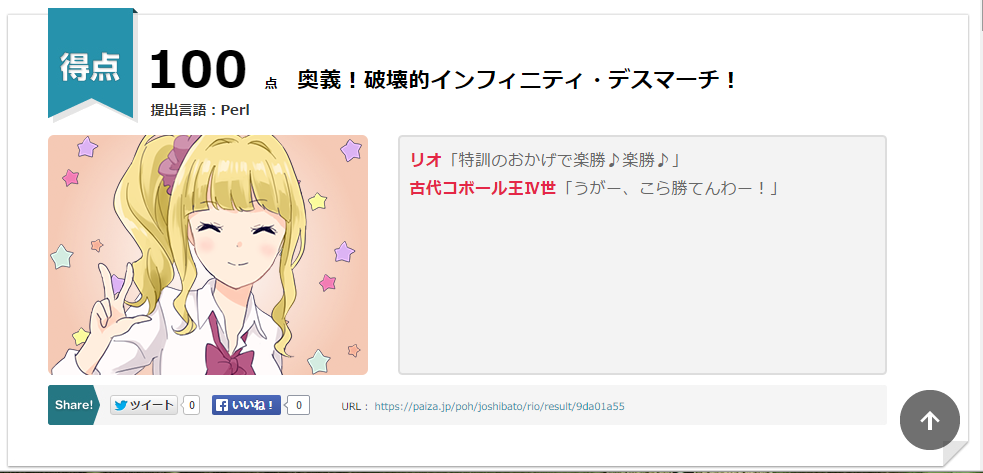 得点
100 点 奥義！破壊的インフィニティ・デスマーチ！
提出言語：Perl
リオ「特訓のおかげで楽勝♪楽勝♪」
古代コボール王Ⅳ世「うがー、こら勝てんわー！」
Share! ツイート 0 いいね！ 0 URL： https://paiza.jp/poh/joshibato/rio/result/9da01a55